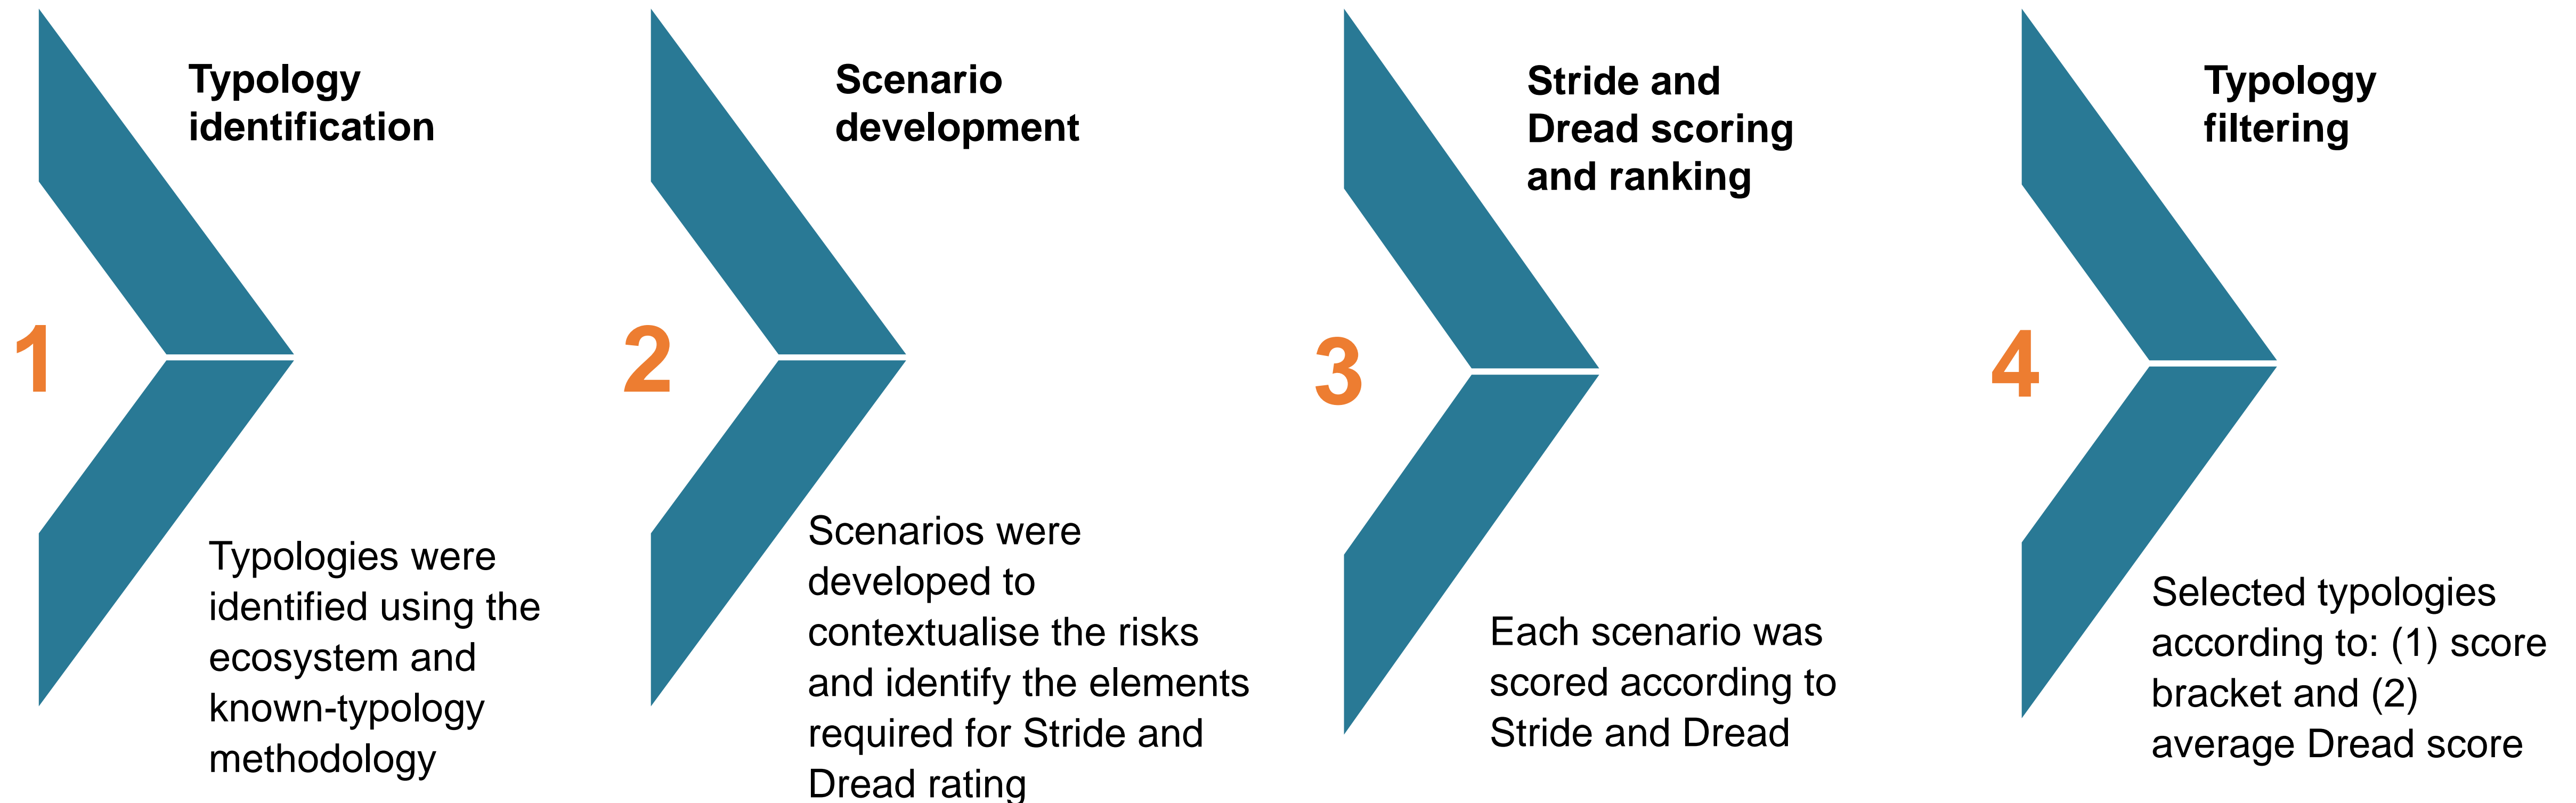 1
Typology
identification
Typologies were
identified using the
ecosystem and
known-typology
methodology
2
Scenario
development
Scenarios were
developed to
contextualise the risks
and identify the elements
required for Stride and
Dread rating
3
Stride and
Dread scoring
and ranking
Each scenario was
scored according to
Stride and Dread
4
Typology
filtering
Selected typologies
according to: (1) score
bracket and (2)
average Dread score